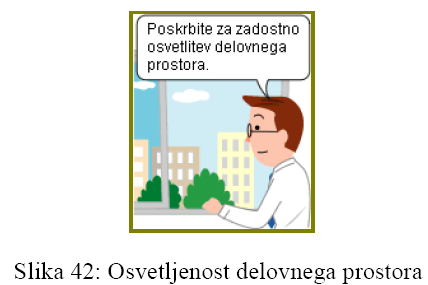 Poskrbite za zadostno
osvetlitev delovnega
prostora.
Slika 42: Osvetljenost delovnega prostora